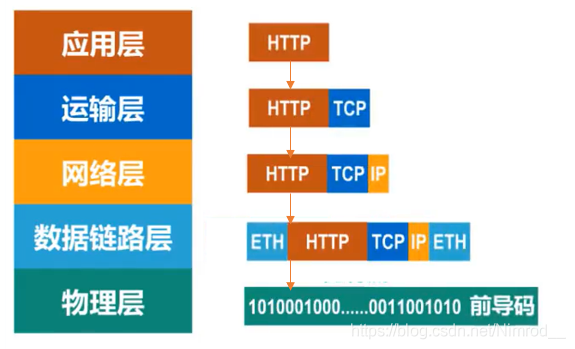 应用层 HTTP
运输层 HTTP TCP
网络层 HTTP TCP IP
数据链路层 ETH HTTP TCP IP ETH
物理层 1010001000......0011001010 前导码
https://blog.csdn.net/Nimrod__